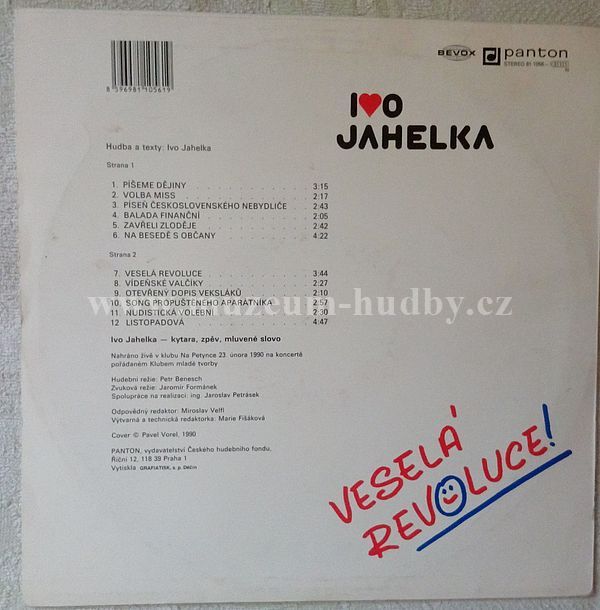 BEVOX panton
STEREO 81 1056-
8 596981 105619
I♥O
JAHELKA
Hudba a texty: Ivo Jahelka
Strana 1
1. PÍŠEME DĚJINY 3:15
2. VOLBA MISS 2:17
3. PÍSEŇ ČESKOSLOVENSKÉHO NEBYDLIČE 2:43
4. BALADA FINANČNÍ 2:05
5. ZAVŘELI ZLODĚJE 2:42
6. NA BESEDĚ S OBČANY 4:22
Strana 2
7. VESELÁ REVOLUCE 3:44
8. VÍDEŇSKÉ VALČÍKY 2:27
9. OTEVŘENÝ DOPIS VEKSLÁKŮ 2:10
10. SONG PROPUŠTĚNÉHO APARÁTNÍKA 2:57
11. NUDISTICKÁ VOLEBNÍ 2:30
12 LISTOPADOVÁ 4:47
www.muzeum-hudby.cz
Ivo Jahelka — kytara, zpěv, mluvené slovo
Nahráno živě v klubu Na Petynce 23. února 1990 na koncertě
pořádaném Klubem mladé tvorby
Hudební režie: Petr Benesch
Zvuková režie: Jaromír Formánek
Spolupráce na realizaci: ing. Jaroslav Petrásek
Odpovědný redaktor: Miroslav Velfl
Výtvarná a technická redaktorka: Marie Fišáková
Cover © Pavel Vorel, 1990
PANTON, vydavatelství Českého hudebního fondu,
Říční 12, 118 39 Praha 1
Vytiskla GRAFIATISK, s. p. Děčín
VESELÁ
REVOLUCE!